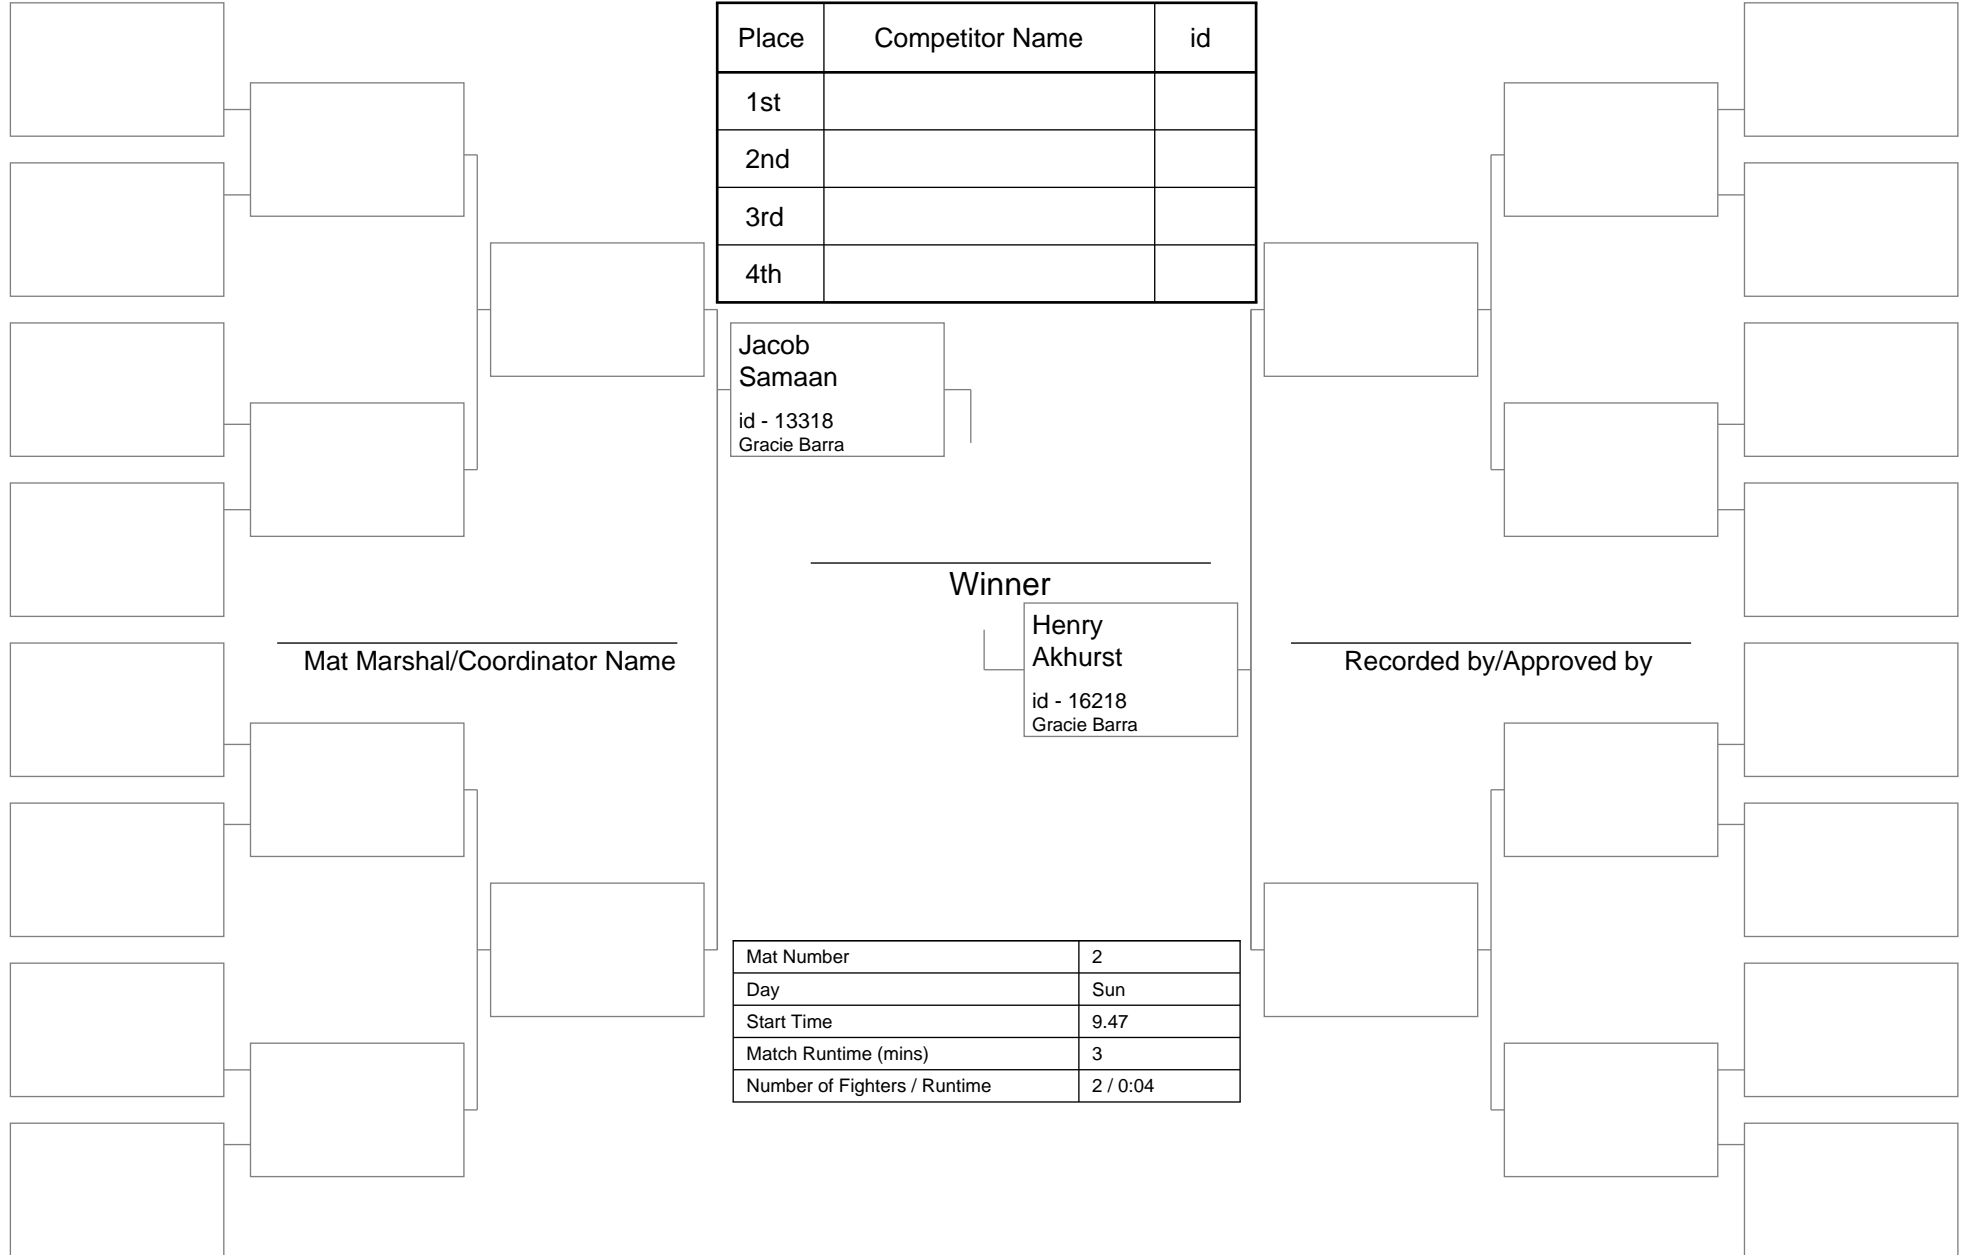 Place Competitor Name id
1st
2nd
3rd
4th
Jacob
Samaan
id - 13318
Gracie Barra
Winner
Henry
Akhurst
id - 16218
Gracie Barra
Mat Marshal/Coordinator Name
Recorded by/Approved by
Mat Number 2
Day Sun
Start Time 9.47
Match Runtime (mins) 3
Number of Fighters / Runtime 2 / 0:04